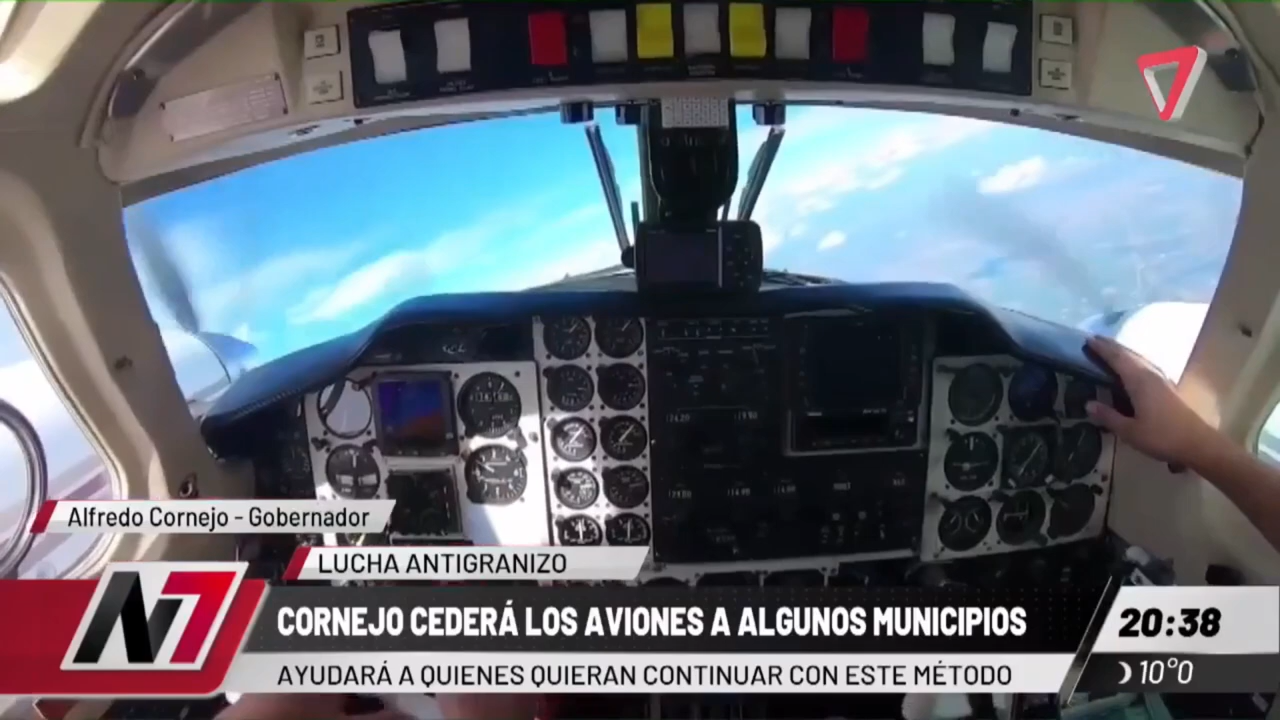 Alfredo Cornejo - Gobernador
LUCHA ANTIGRANIZO
N7
CORNEJO CEDERÁ LOS AVIONES A ALGUNOS MUNICIPIOS
20:38
AYUDARÁ A QUIENES QUIERAN CONTINUAR CON ESTE MÉTODO
10°0